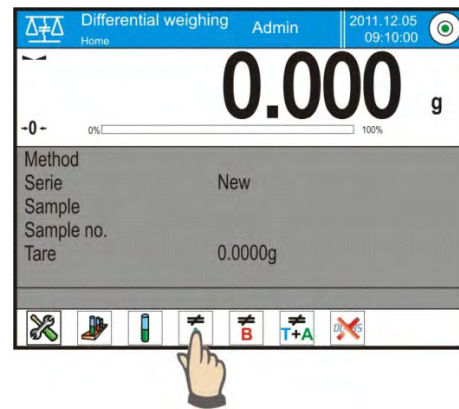 Differential weighing Admin 2011.12.05
Home 09:10:00
0.000 g
-0- 0% 100%
Method
Serie New
Sample
Sample no.
Tare 0.0000g
≠ ≠ ≠
B T+A